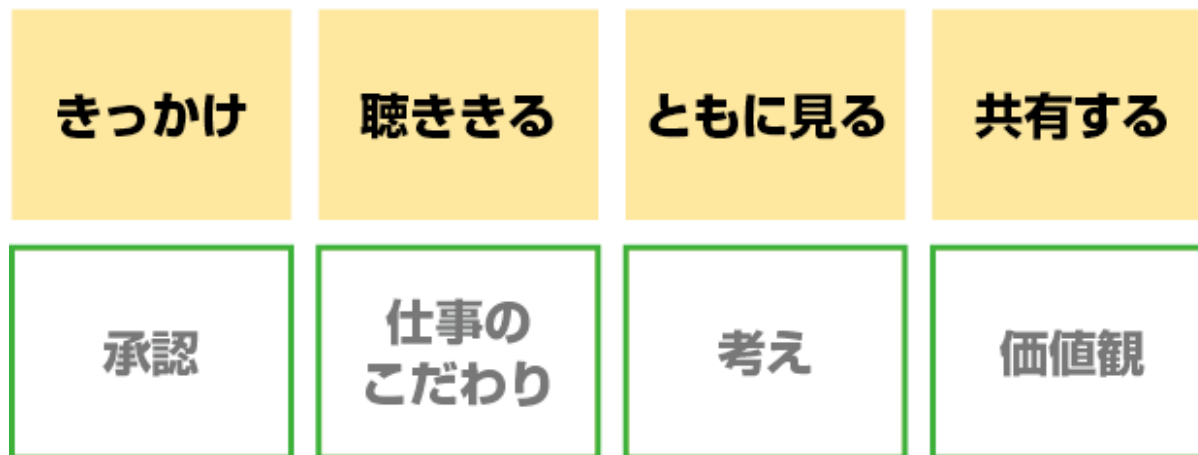 きっかけ
聴ききる
ともに見る
共有する
承認
仕事の
こだわり
考え
価値観